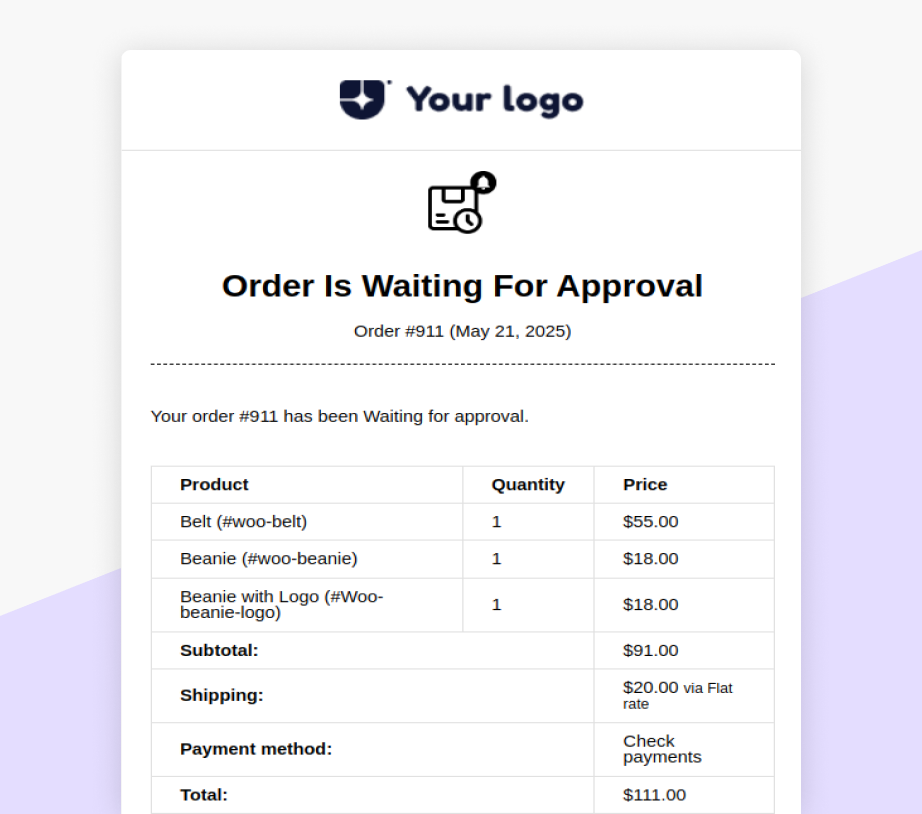 Your logo
Order Is Waiting For Approval
Order #911 (May 21, 2025)
Your order #911 has been Waiting for approval.
Product Quantity Price
Belt (#woo-belt) 1 $55.00
Beanie (#woo-beanie) 1 $18.00
Beanie with Logo (#Woo-
beanie-logo) 1 $18.00
Subtotal: $91.00
Shipping: $20.00 via Flat
rate
Payment method: Check
payments
Total: $111.00